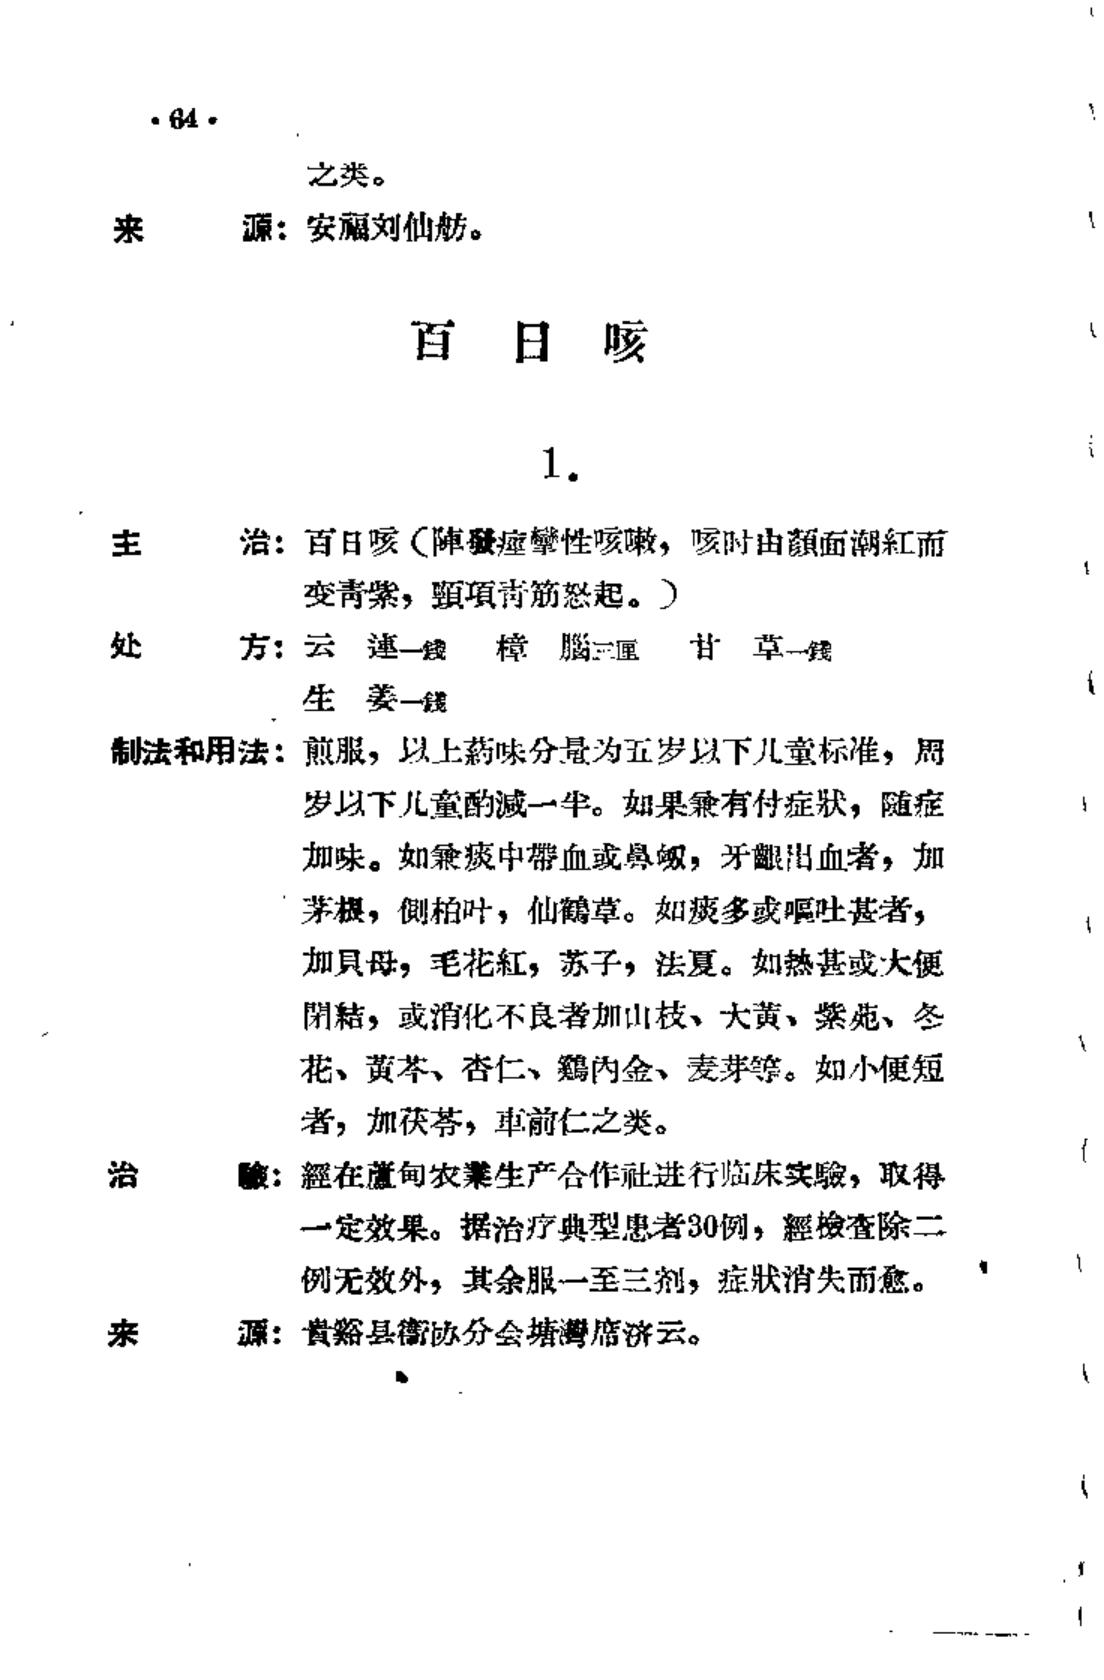 ·64·
之类。
来　　　源：安福刘仙舫。
百　日　咳
1.
主　　　治：百日咳（陣發痙攣性咳嗽，咳时由顏面潮紅而
变青紫，頸項青筋怒起。）
处　　　方：云　連一錢　樟　腦三厘　甘　草一錢
生　姜一錢
制法和用法：煎服，以上药味分量为五岁以下儿童标准，周
岁以下儿童酌減一半。如果兼有付症狀，随症
加味。如兼痰中帶血或鼻衂，牙齦出血者，加
茅根，側柏叶，仙鶴草。如痰多或嘔吐甚者，
加貝母，毛花紅，苏子，法夏。如热甚或大便
閉結，或消化不良者加山枝、大黄、紫苑、冬
花、黃芩、杏仁、鷄內金、麦芽等。如小便短
者，加茯苓，車前仁之类。
治　　　驗：經在蘆甸农業生产合作社进行临床实驗，取得
一定效果。据治疗典型患者30例，經檢查除二
例无效外，其余服一至三剂，症狀消失而愈。
来　　　源：貴谿县衞协分会塘灣席济云。